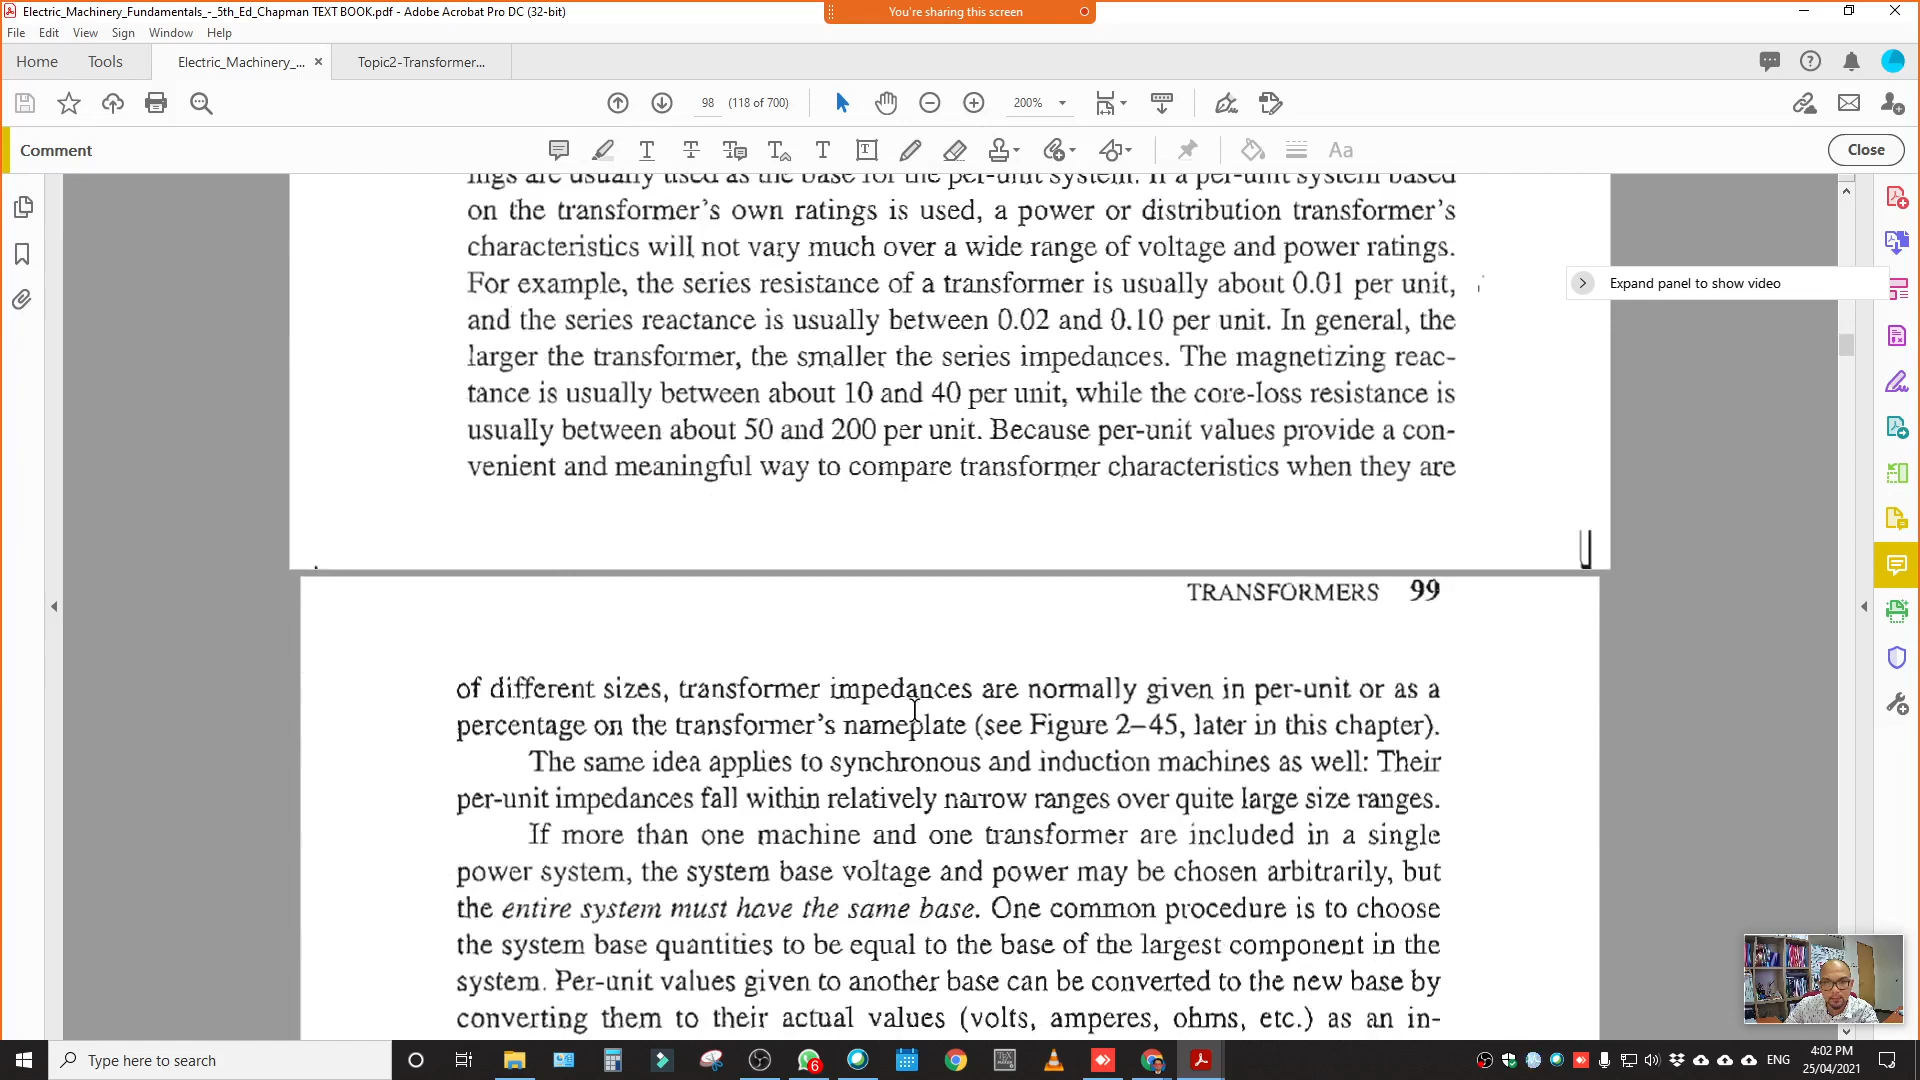 Electric_Machinery_Fundamentals_-_5th_Ed_Chapman TEXT BOOK.pdf - Adobe Acrobat Pro DC (32-bit)
You're sharing this screen
File Edit View Sign Window Help
Home Tools Electric_Machinery_... × Topic2-Transformer...
98 (118 of 700) 200%
Comment
Aa
Close
ings are usually used as the base for the per-unit system. If a per-unit system based
on the transformer's own ratings is used, a power or distribution transformer's
characteristics will not vary much over a wide range of voltage and power ratings.
For example, the series resistance of a transformer is usually about 0.01 per unit,
Expand panel to show video
and the series reactance is usually between 0.02 and 0.10 per unit. In general, the
larger the transformer, the smaller the series impedances. The magnetizing reac-
tance is usually between about 10 and 40 per unit, while the core-loss resistance is
usually between about 50 and 200 per unit. Because per-unit values provide a con-
venient and meaningful way to compare transformer characteristics when they are
TRANSFORMERS 99
of different sizes, transformer impedances are normally given in per-unit or as a
percentage on the transformer's nameplate (see Figure 2–45, later in this chapter).
The same idea applies to synchronous and induction machines as well: Their
per-unit impedances fall within relatively narrow ranges over quite large size ranges.
If more than one machine and one transformer are included in a single
power system, the system base voltage and power may be chosen arbitrarily, but
the entire system must have the same base. One common procedure is to choose
the system base quantities to be equal to the base of the largest component in the
system. Per-unit values given to another base can be converted to the new base by
converting them to their actual values (volts, amperes, ohms, etc.) as an in-
Type here to search
6
ENG
4:02 PM
25/04/2021